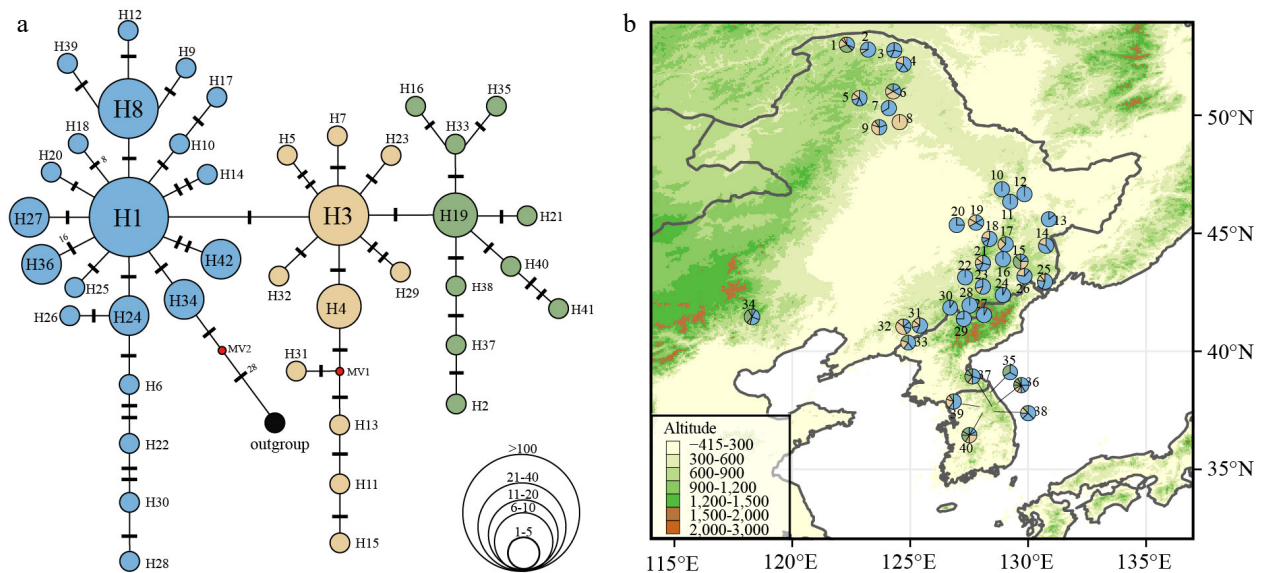 a
H12
H39
H9
H8
H17
H18
H10
8
H20
H14
H27
H1
16
H36
H42
H25
H34
H26
H24
MV2
H6
28
outgroup
H22
H30
H28
H7
H5
H23
H3
H32
H29
H4
H31
MV1
H13
H11
H15
H16
H35
H33
H19
H21
H40
H38
H41
H37
H2
>100
21-40
11-20
6-10
1-5
b
1
2
3
4
5
6
7
8
9
10
12
11
13
20
19
18
17
14
21
15
22
16
23
25
24
26
30
28
27
29
34
31
32
33
35
37
36
39
38
40
50°N
45°N
40°N
35°N
Altitude
−415-300
300-600
600-900
900-1,200
1,200-1,500
1,500-2,000
2,000-3,000
115°E
120°E
125°E
130°E
135°E